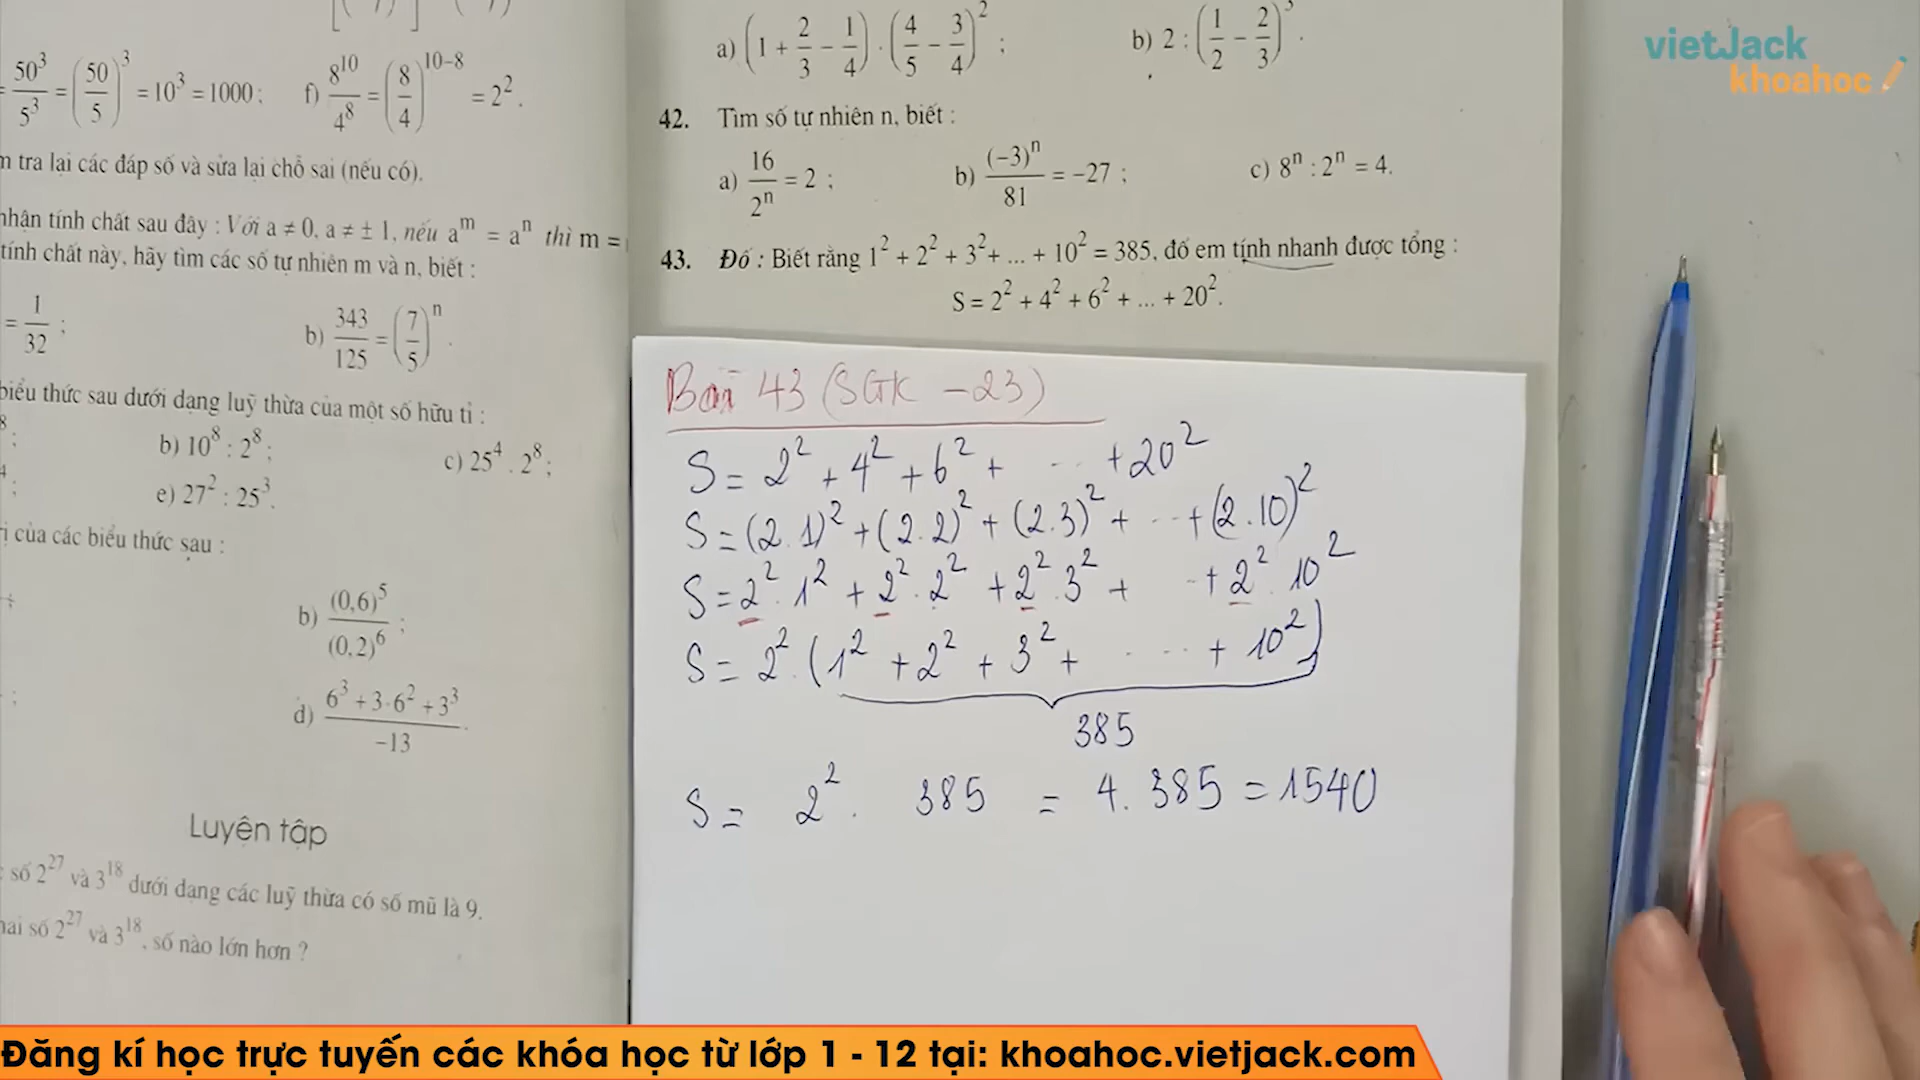 = 50³/5³ = (50/5)³ = 10³ = 1000 ; f) 8¹⁰/4⁸ = (8/4)¹⁰⁻⁸ = 2².
tra lại các đáp số và sửa lại chỗ sai (nếu có).
nhận tính chất sau đây : Với a ≠ 0, a ≠ ± 1, nếu aᵐ = aⁿ thì m =
tính chất này, hãy tìm các số tự nhiên m và n, biết :
= 1/32 ; b) 343/125 = (7/5)ⁿ.
biểu thức sau dưới dạng luỹ thừa của một số hữu tỉ :
b) 10⁸ : 2⁸ ; c) 25⁴ . 2⁸ ;
e) 27² : 25³.
của các biểu thức sau :
b) (0,6)⁵/(0,2)⁶ ;
d) (6³ + 3·6² + 3³)/−13 .
Luyện tập
số 2²⁷ và 3¹⁸ dưới dạng các luỹ thừa có số mũ là 9.
hai số 2²⁷ và 3¹⁸, số nào lớn hơn ?
a) (1 + 2/3 − 1/4) · (4/5 − 3/4)² ; b) 2 : (1/2 − 2/3)³ .
42. Tìm số tự nhiên n, biết :
a) 16/2ⁿ = 2 ; b) (−3)ⁿ/81 = −27 ; c) 8ⁿ : 2ⁿ = 4.
43. Đố : Biết rằng 1² + 2² + 3² + ... + 10² = 385, đố em tính nhanh được tổng :
S = 2² + 4² + 6² + ... + 20².
Bài 43 (SGK - 23)
S = 2² + 4² + 6² + ... + 20²
S = (2.1)² + (2.2)² + (2.3)² + ... + (2.10)²
S = 2².1² + 2².2² + 2².3² + ... + 2².10²
S = 2².(1² + 2² + 3² + ..... + 10²)
385
S = 2². 385 = 4. 385 = 1540
vietJack
khoahoc
Đăng kí học trực tuyến các khóa học từ lớp 1 - 12 tại: khoahoc.vietjack.com